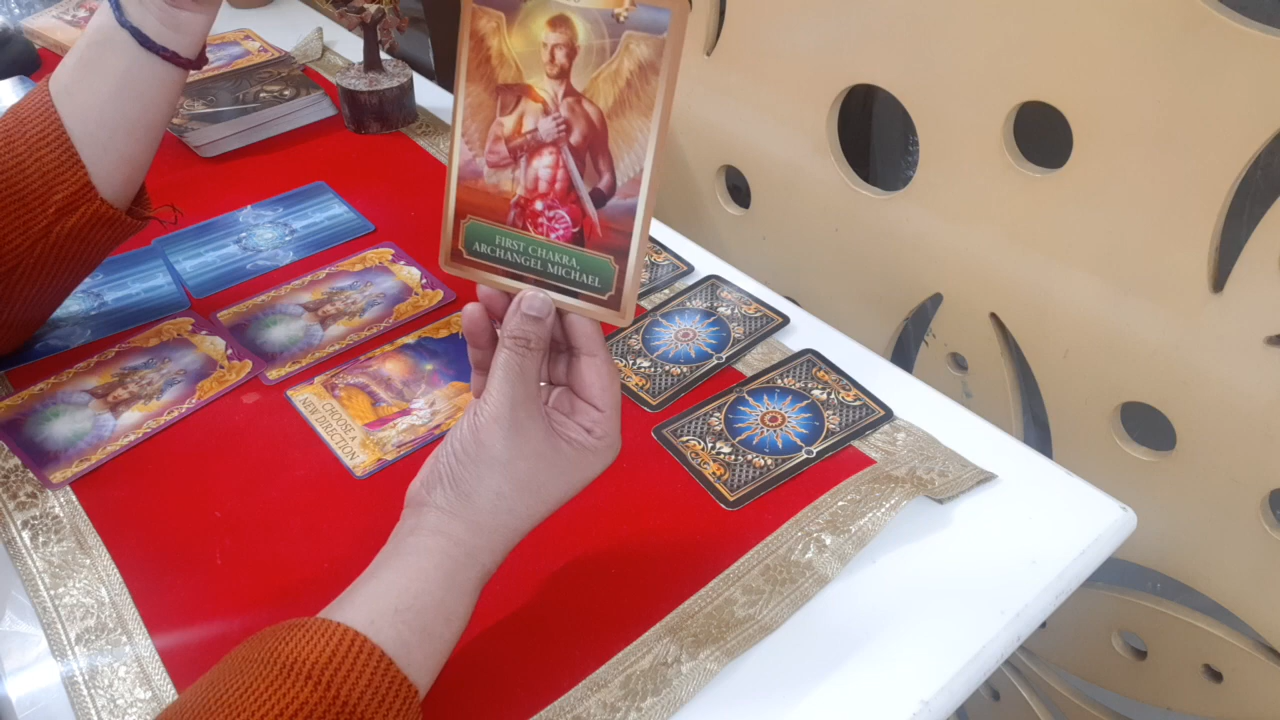 FIRST CHAKRA,
ARCHANGEL MICHAEL
CHOOSE A
NEW DIRECTION